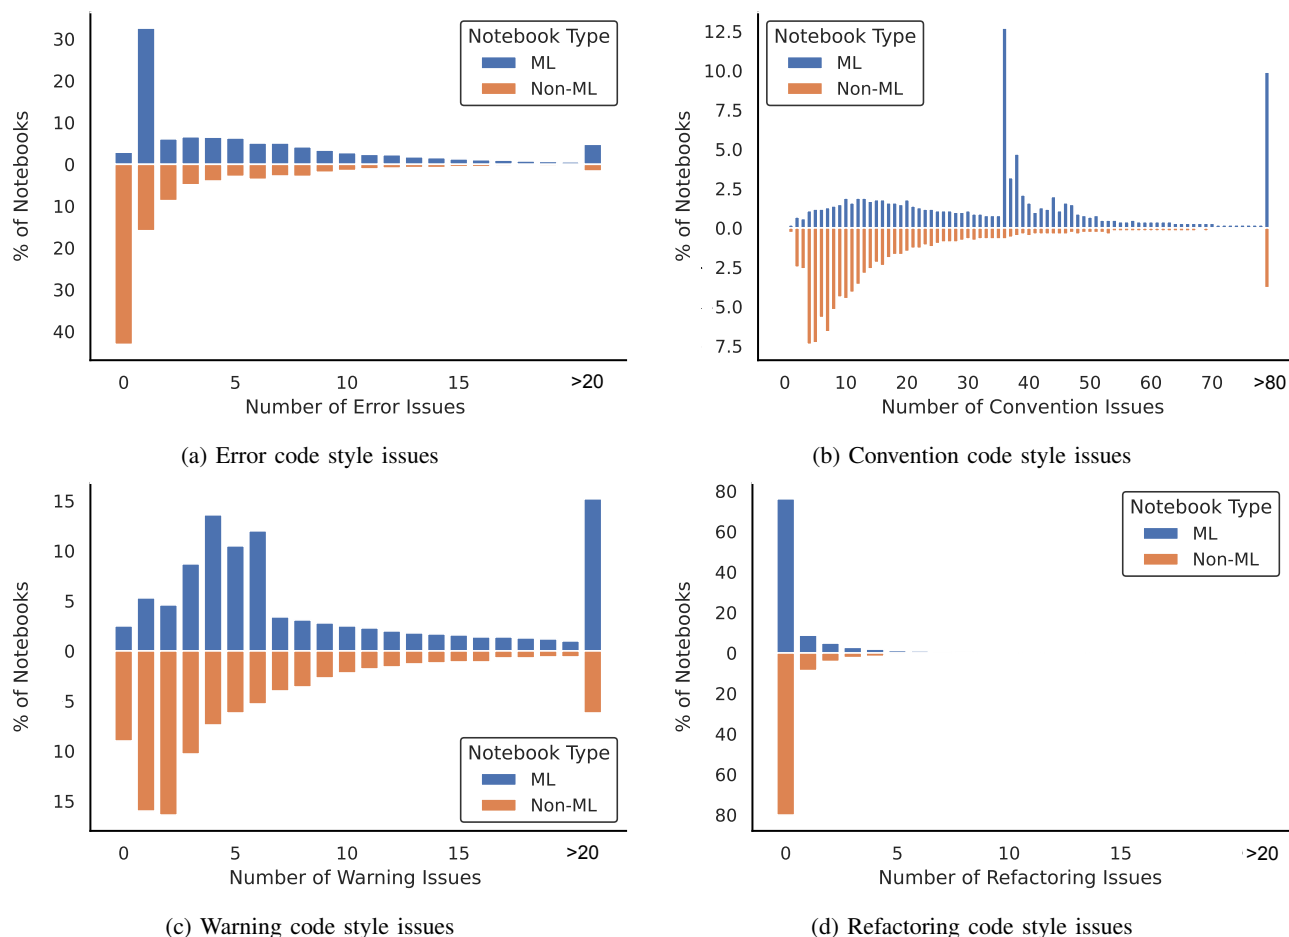 % of Notebooks
30
20
10
0
10
20
30
40
Notebook Type
ML
Non-ML
0 5 10 15 >20
Number of Error Issues
(a) Error code style issues
% of Notebooks
12.5
10.0
7.5
5.0
2.5
0.0
2.5
5.0
7.5
Notebook Type
ML
Non-ML
0 10 20 30 40 50 60 70 >80
Number of Convention Issues
(b) Convention code style issues
% of Notebooks
15
10
5
0
5
10
15
Notebook Type
ML
Non-ML
0 5 10 15 >20
Number of Warning Issues
(c) Warning code style issues
% of Notebooks
80
60
40
20
0
20
40
60
80
Notebook Type
ML
Non-ML
0 5 10 15 >20
Number of Refactoring Issues
(d) Refactoring code style issues